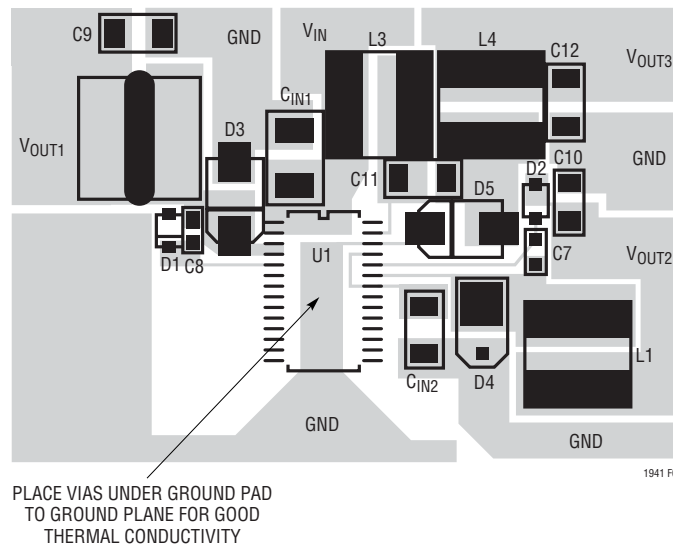 C9
GND
VIN
L3
L4
C12
VOUT3
CIN1
D3
VOUT1
GND
C10
D2
C11
D5
D1
C8
U1
C7
VOUT2
L1
CIN2
D4
GND
GND
1941 F
PLACE VIAS UNDER GROUND PAD
TO GROUND PLANE FOR GOOD
THERMAL CONDUCTIVITY